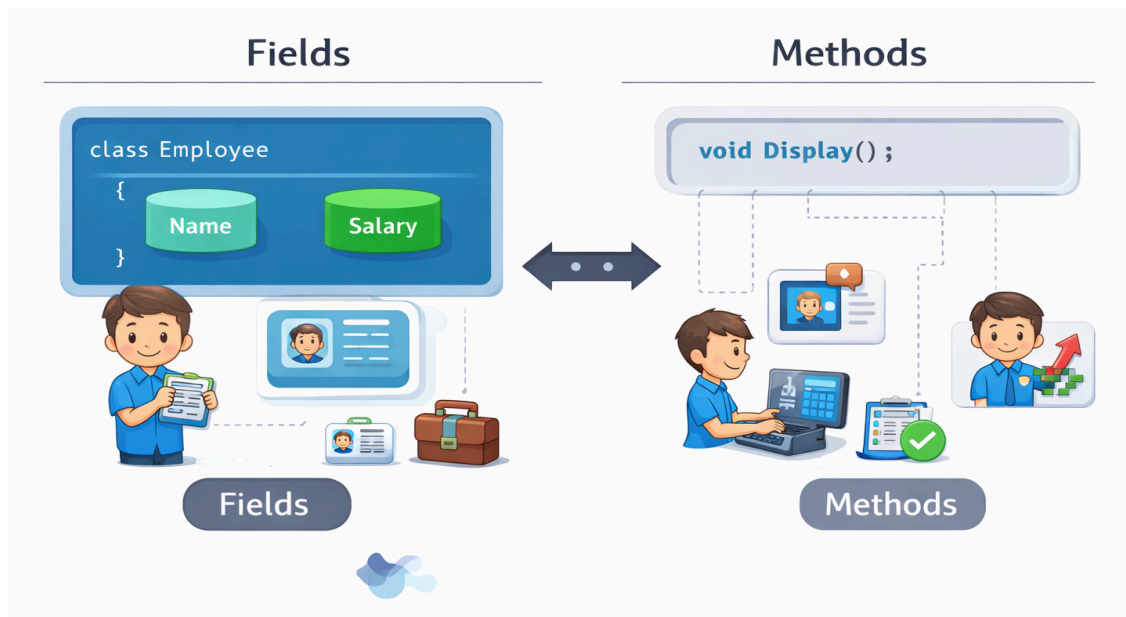 Fields
Methods
class Employee
{
Name
Salary
}
void Display();
Fields
Methods